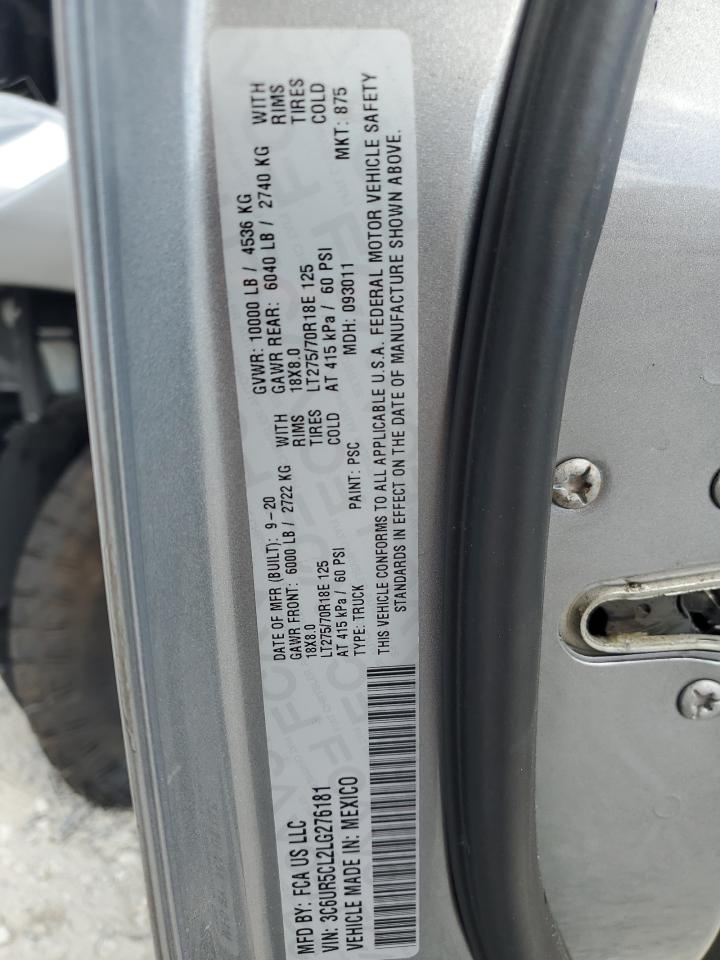 MFD BY: FCA US LLC
VIN: 3C6UR5CL2LG276181
VEHICLE MADE IN: MEXICO
DATE OF MFR (BUILT): 9-20
GAWR FRONT: 6000 LB / 2722 KG WITH
18X8.0 RIMS
LT275/70R18E 125 TIRES
AT 415 kPa / 60 PSI COLD
TYPE: TRUCK
PAINT: PSC
GVWR: 10000 LB / 4536 KG
GAWR REAR: 6040 LB / 2740 KG WITH
18X8.0 RIMS
LT275/70R18E 125 TIRES
AT 415 kPa / 60 PSI COLD
MDH: 093011 MKT: 875
THIS VEHICLE CONFORMS TO ALL APPLICABLE U.S.A. FEDERAL MOTOR VEHICLE SAFETY
STANDARDS IN EFFECT ON THE DATE OF MANUFACTURE SHOWN ABOVE.